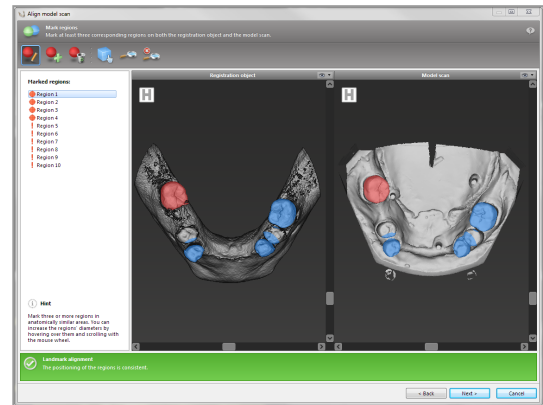 Align model scan
Mark regions
Mark at least three corresponding regions on both the registration object and the model scan.
Marked regions:
Region 1
Region 2
Region 3
Region 4
Region 5
Region 6
Region 7
Region 8
Region 9
Region 10
Registration object
Model scan
H
H
Hint
Mark three or more regions in
anatomically similar areas. You can
increase the regions' diameters by
hovering over them and scrolling with
the mouse wheel.
Landmark alignment
The positioning of the regions is consistent.
< Back
Next >
Cancel